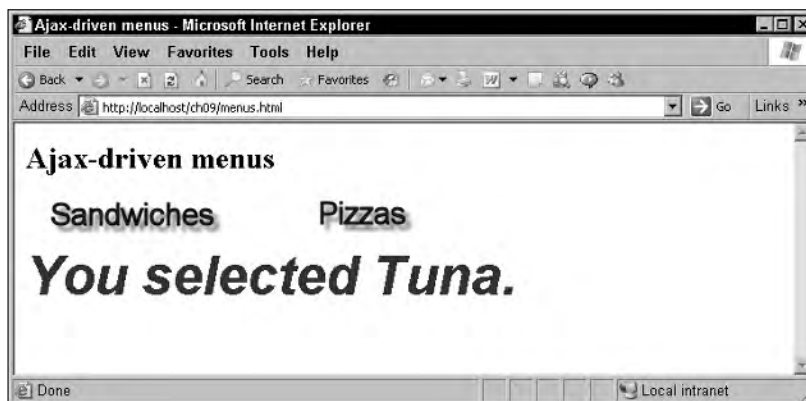 Ajax-driven menus - Microsoft Internet Explorer
File Edit View Favorites Tools Help
Back Search Favorites
Address http://localhost/ch09/menus.html Go Links »
Ajax-driven menus
Sandwiches Pizzas
You selected Tuna.
Done Local intranet